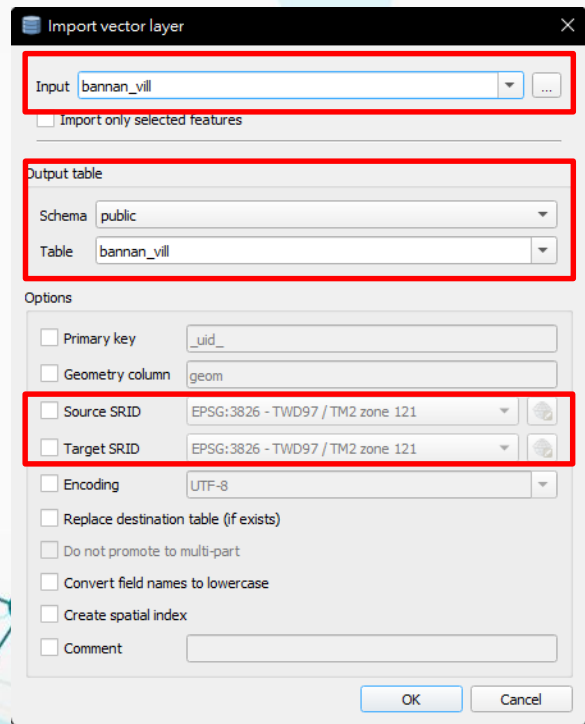 Import vector layer
Input bannan_vill ...
Import only selected features
Output table
Schema public
Table bannan_vill
Options
Primary key _uid_
Geometry column geom
Source SRID EPSG:3826 - TWD97 / TM2 zone 121
Target SRID EPSG:3826 - TWD97 / TM2 zone 121
Encoding UTF-8
Replace destination table (if exists)
Do not promote to multi-part
Convert field names to lowercase
Create spatial index
Comment
OK Cancel